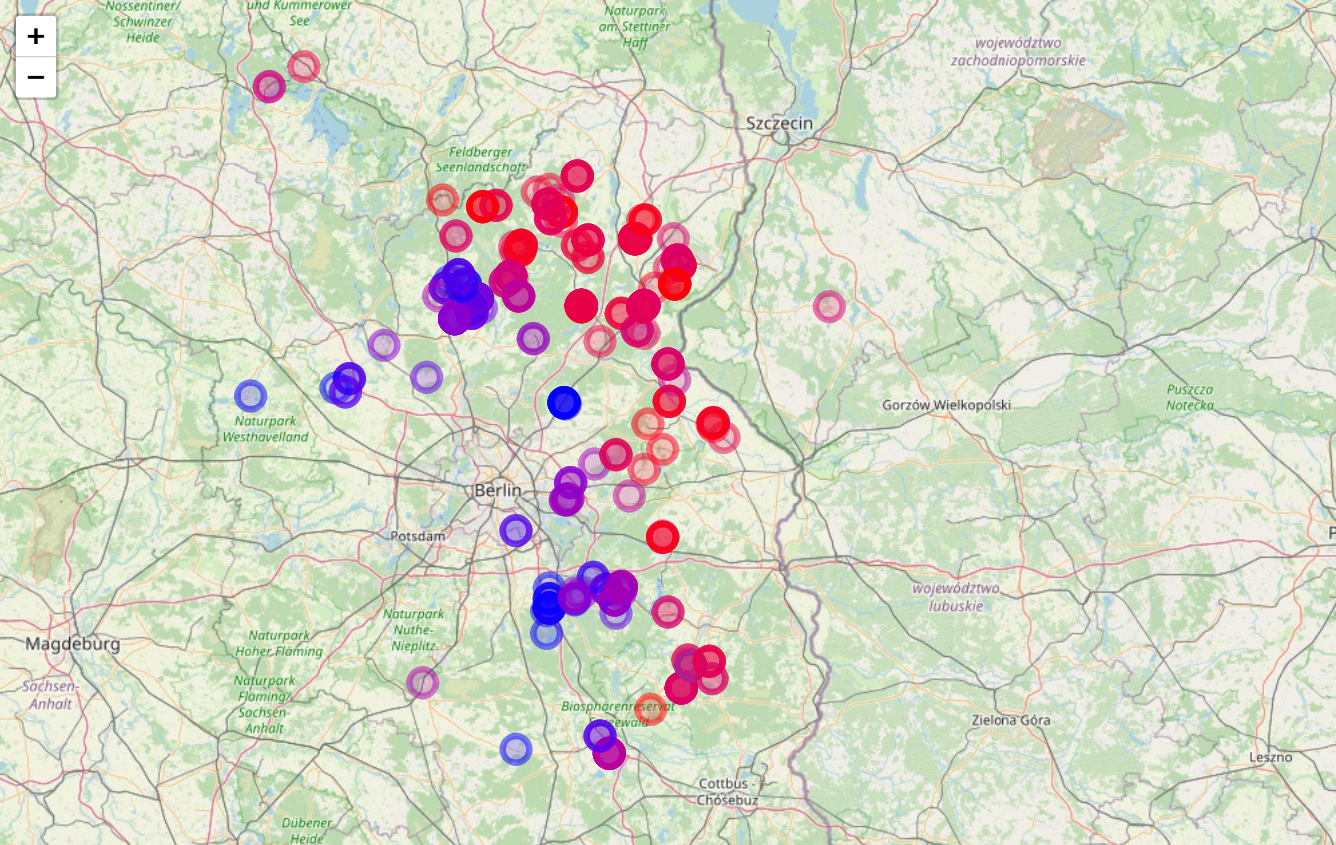 Nossentiner/
Schwinzer
Heide
und Kummerower
See
Naturpark
am Stettiner
Haff
województwo
zachodniopomorskie
+
−
Szczecin
Feldberger
Seenlandschaft
Puszcza
Notecka
Gorzów Wielkopolski
Naturpark
Westhavelland
Berlin
Potsdam
województwo
lubuskie
Naturpark
Nuthe-
Nieplitz
Magdeburg
Naturpark
Hoher Fläming
Sachsen-
Anhalt
Naturpark
Fläming/
Sachsen-
Anhalt
Biosphärenreservat
Zielona Góra
Leszno
Cottbus -
Chóśebuz
Dübener
Heide
P